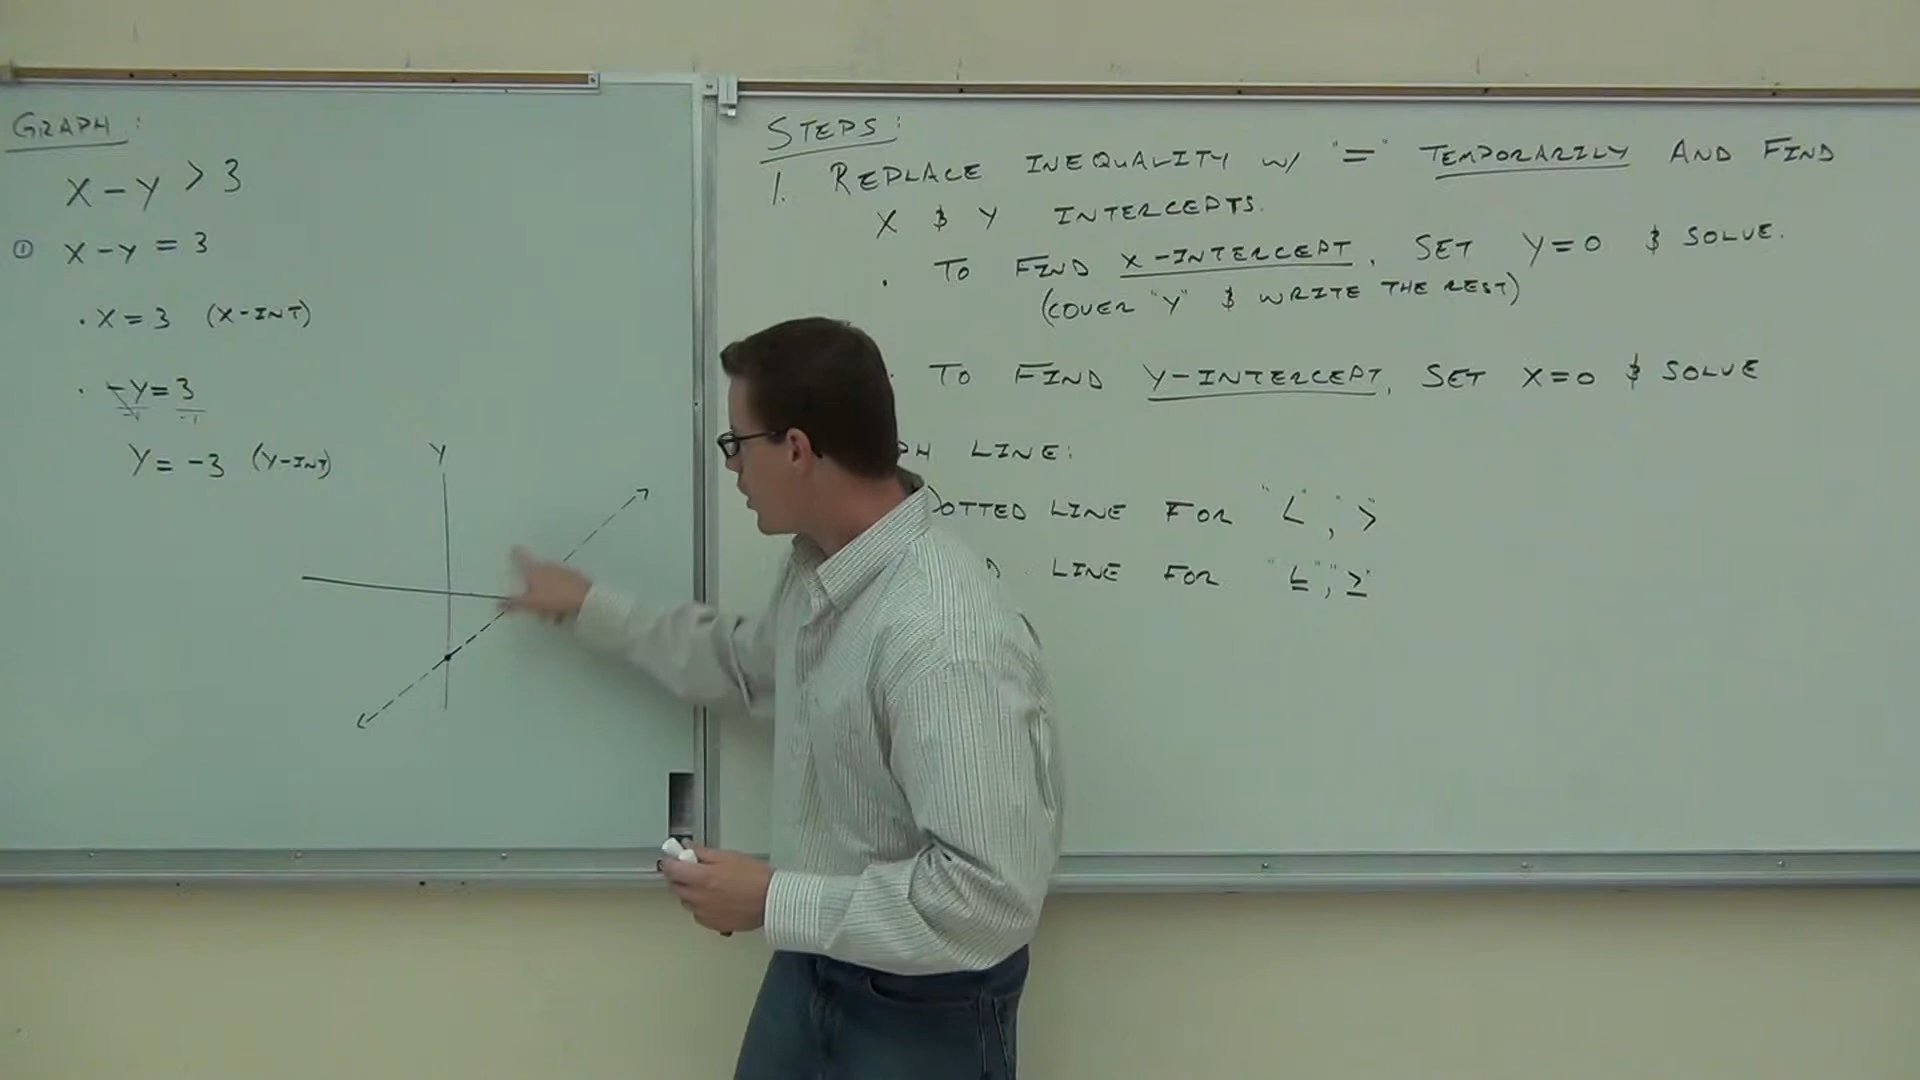 GRAPH:
X-Y > 3
① X-Y = 3
. X = 3 (X-INT)
. -Y = 3
-1 -1
Y = -3 (Y-INT)
Y
STEPS:
1. REPLACE INEQUALITY W/ "=" TEMPORARILY AND FIND
X & Y INTERCEPTS.
. TO FIND X-INTERCEPT, SET Y=0 & SOLVE.
(COVER "Y" & WRITE THE REST)
. TO FIND Y-INTERCEPT, SET X=0 & SOLVE
LINE:
DOTTED LINE FOR "<", ">"
LINE FOR "≤", "≥"